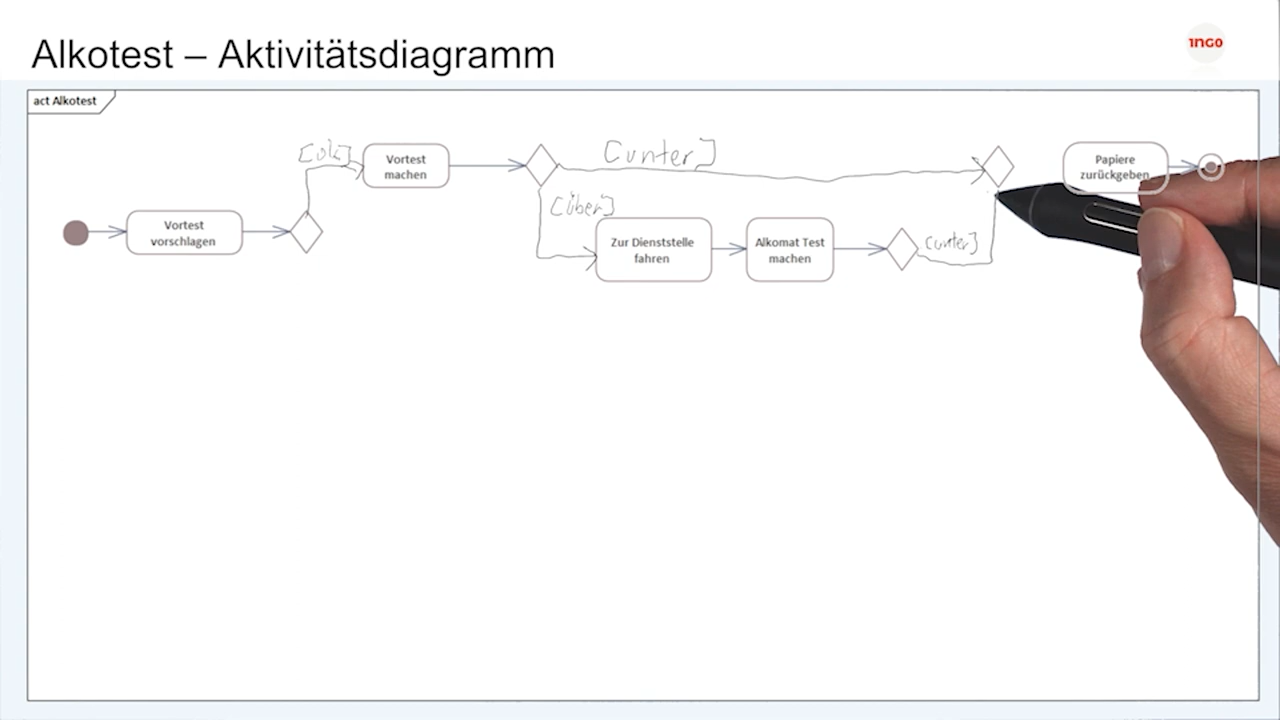 Alkotest – Aktivitätsdiagramm
1NGO
act Alkotest
[ok]
Vortest
machen
[unter]
Papiere
zurückgeben
[über]
Vortest
vorschlagen
Zur Dienststelle
fahren
Alkomat Test
machen
[unter]